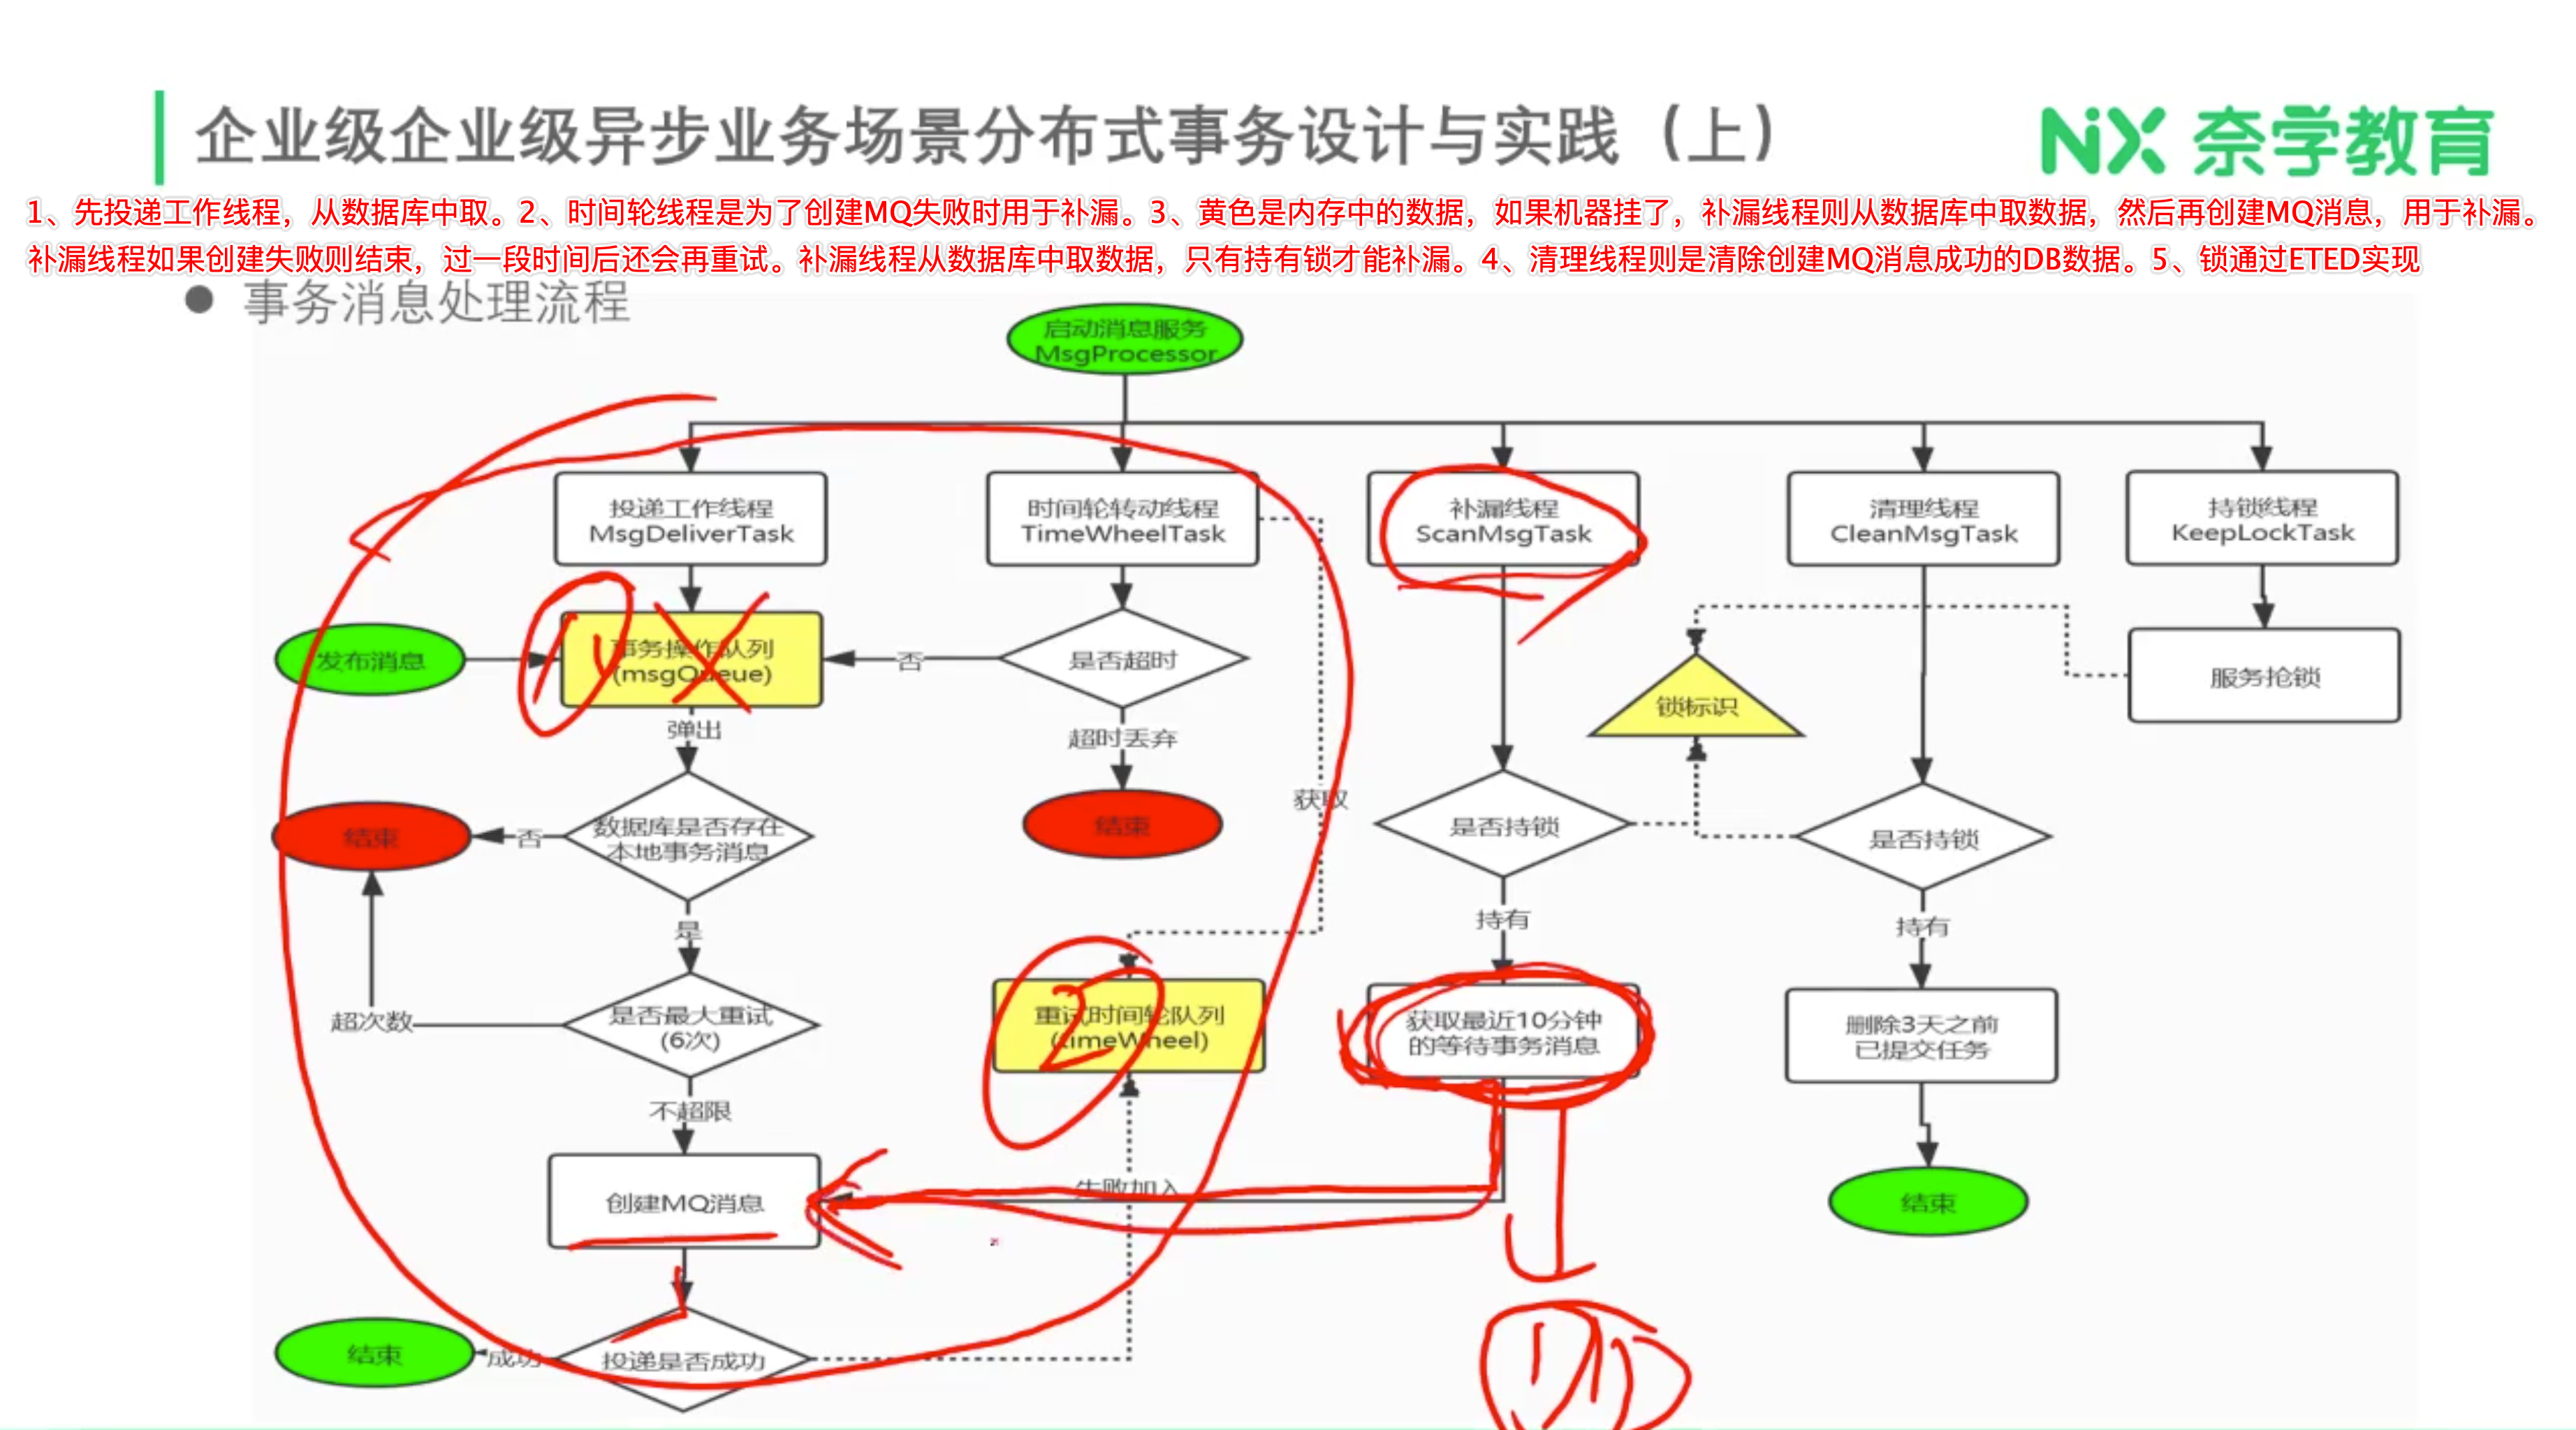 企业级企业级异步业务场景分布式事务设计与实践（上）
NiX 奈学教育
1、先投递工作线程，从数据库中取。2、时间轮线程是为了创建MQ失败时用于补漏。3、黄色是内存中的数据，如果机器挂了，补漏线程则从数据库中取数据，然后再创建MQ消息，用于补漏。
补漏线程如果创建失败则结束，过一段时间后还会再重试。补漏线程从数据库中取数据，只有持有锁才能补漏。4、清理线程则是清除创建MQ消息成功的DB数据。5、锁通过ETED实现
● 事务消息处理流程
启动消息服务
MsgProcessor
投递工作线程
MsgDeliverTask
时间轮转动线程
TimeWheelTask
补漏线程
ScanMsgTask
清理线程
CleanMsgTask
持锁线程
KeepLockTask
发布消息
事务操作队列
(msgQueue)
否
是否超时
服务抢锁
锁标识
弹出
超时丢弃
获取
结束
否
数据库是否存在
本地事务消息
结束
是否持锁
是否持锁
是
持有
持有
超次数
是否最大重试
(6次)
重试时间轮队列
(timeWheel)
2
获取最近10分钟
的等待事务消息
删除3天之前
已提交任务
不超限
创建MQ消息
失败加入
结束
结束
成功
投递是否成功